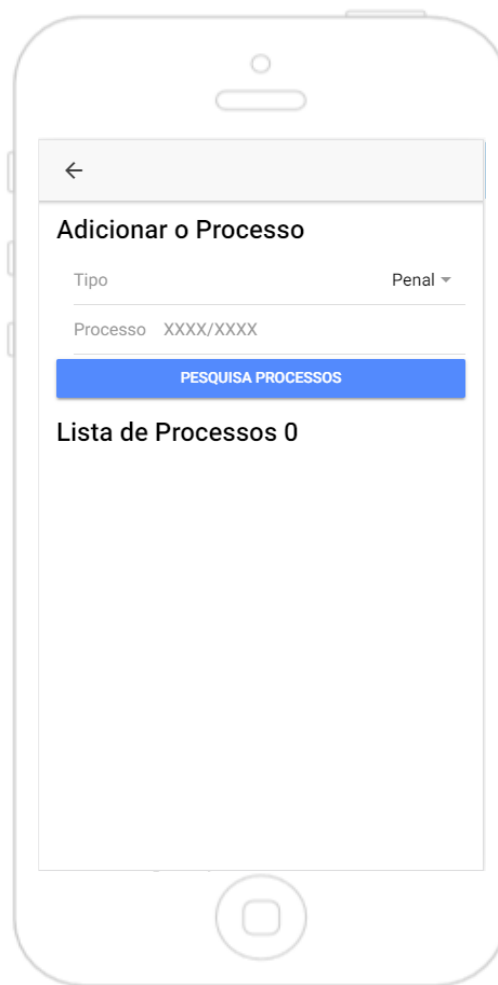 Adicionar o Processo
Tipo Penal
Processo XXXX/XXXX
PESQUISA PROCESSOS
Lista de Processos 0